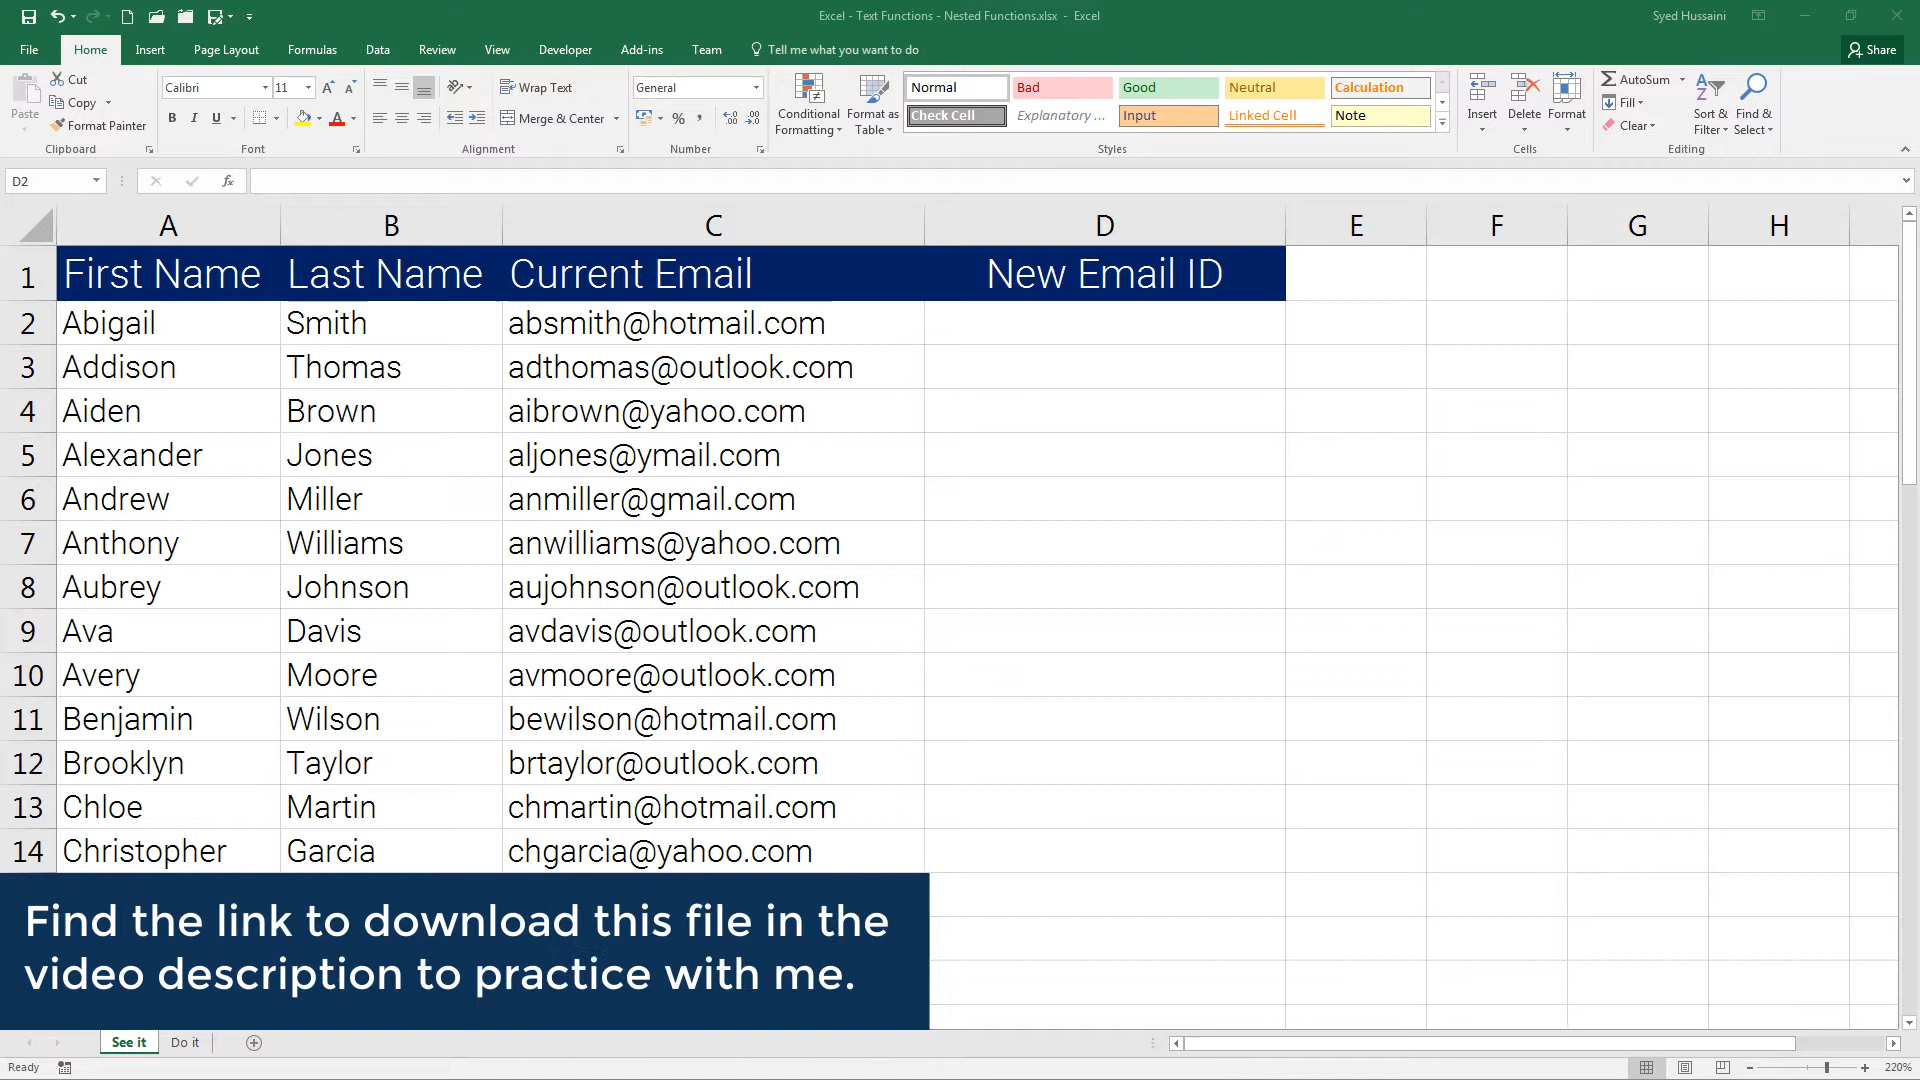 Excel - Text Functions - Nested Functions.xlsx - Excel
Syed Hussaini
File Home Insert Page Layout Formulas Data Review View Developer Add-ins Team Tell me what you want to do Share
Paste
Cut
Copy
Format Painter
Clipboard
Calibri 11
B I U
A
Font
Wrap Text
Merge & Center
Alignment
General
% ,
Number
Conditional Formatting
Format as Table
Normal Bad Good Neutral Calculation
Check Cell Explanatory ... Input Linked Cell Note
Styles
Insert Delete Format
Cells
AutoSum
Fill
Clear
Sort & Filter
Find & Select
Editing
D2 fx
A B C D E F G H
1 First Name Last Name Current Email New Email ID
2 Abigail Smith absmith@hotmail.com
3 Addison Thomas adthomas@outlook.com
4 Aiden Brown aibrown@yahoo.com
5 Alexander Jones aljones@ymail.com
6 Andrew Miller anmiller@gmail.com
7 Anthony Williams anwilliams@yahoo.com
8 Aubrey Johnson aujohnson@outlook.com
9 Ava Davis avdavis@outlook.com
10 Avery Moore avmoore@outlook.com
11 Benjamin Wilson bewilson@hotmail.com
12 Brooklyn Taylor brtaylor@outlook.com
13 Chloe Martin chmartin@hotmail.com
14 Christopher Garcia chgarcia@yahoo.com
Find the link to download this file in the
video description to practice with me.
See it Do it
Ready
220%